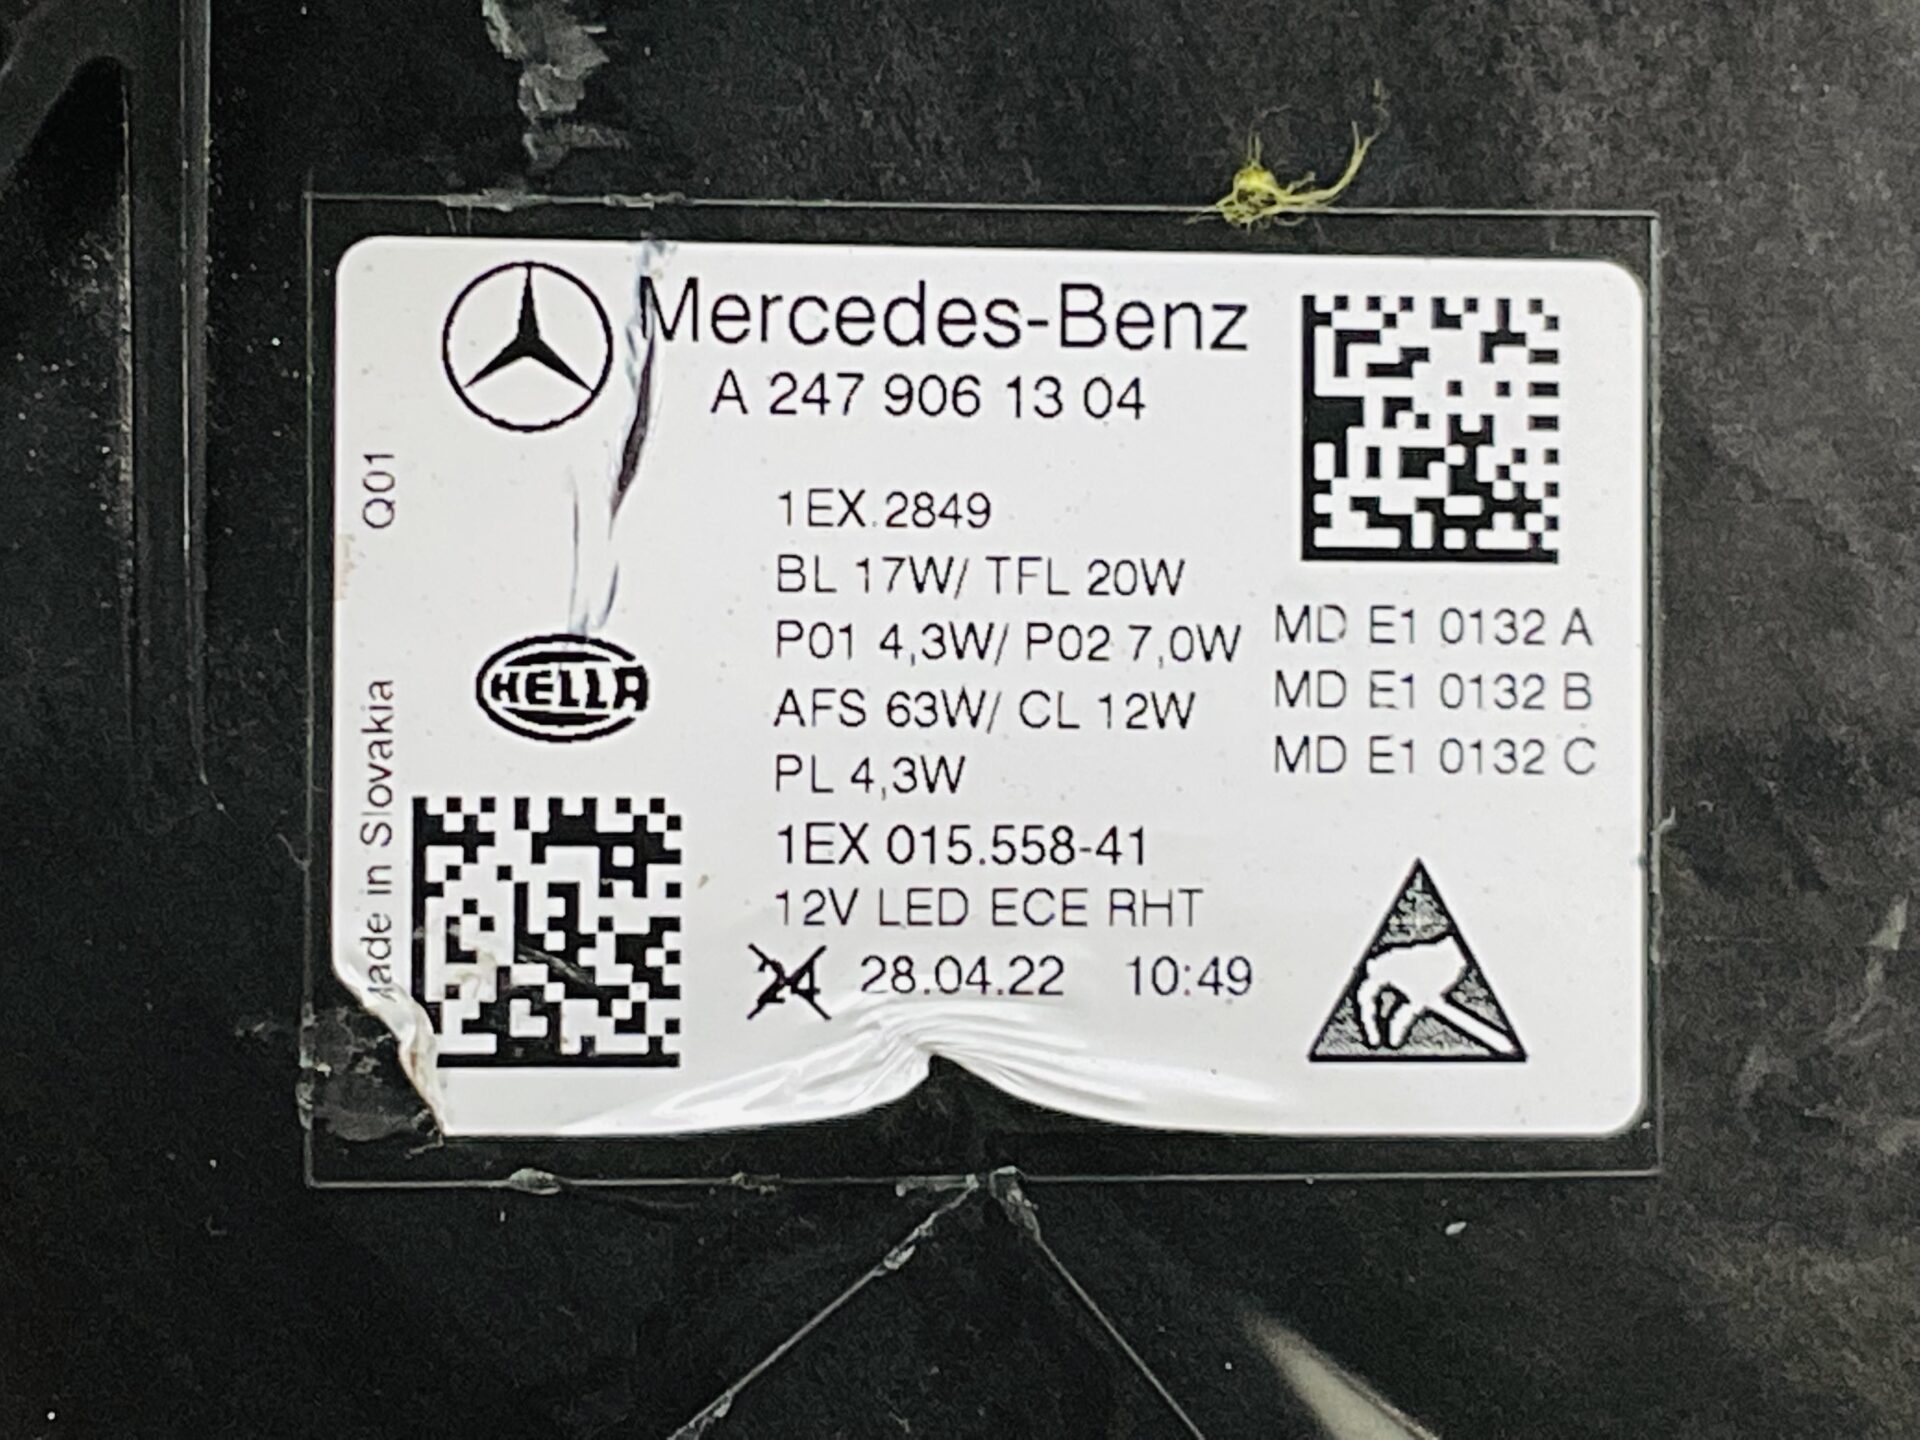 Mercedes-Benz
A 247 906 13 04
Q01
1EX.2849
BL 17W/ TFL 20W
P01 4,3W/ P02 7,0W
AFS 63W/ CL 12W
PL 4,3W
MD E1 0132 A
MD E1 0132 B
MD E1 0132 C
HELLA
Made in Slovakia
1EX 015.558-41
12V LED ECE RHT
24 28.04.22 10:49